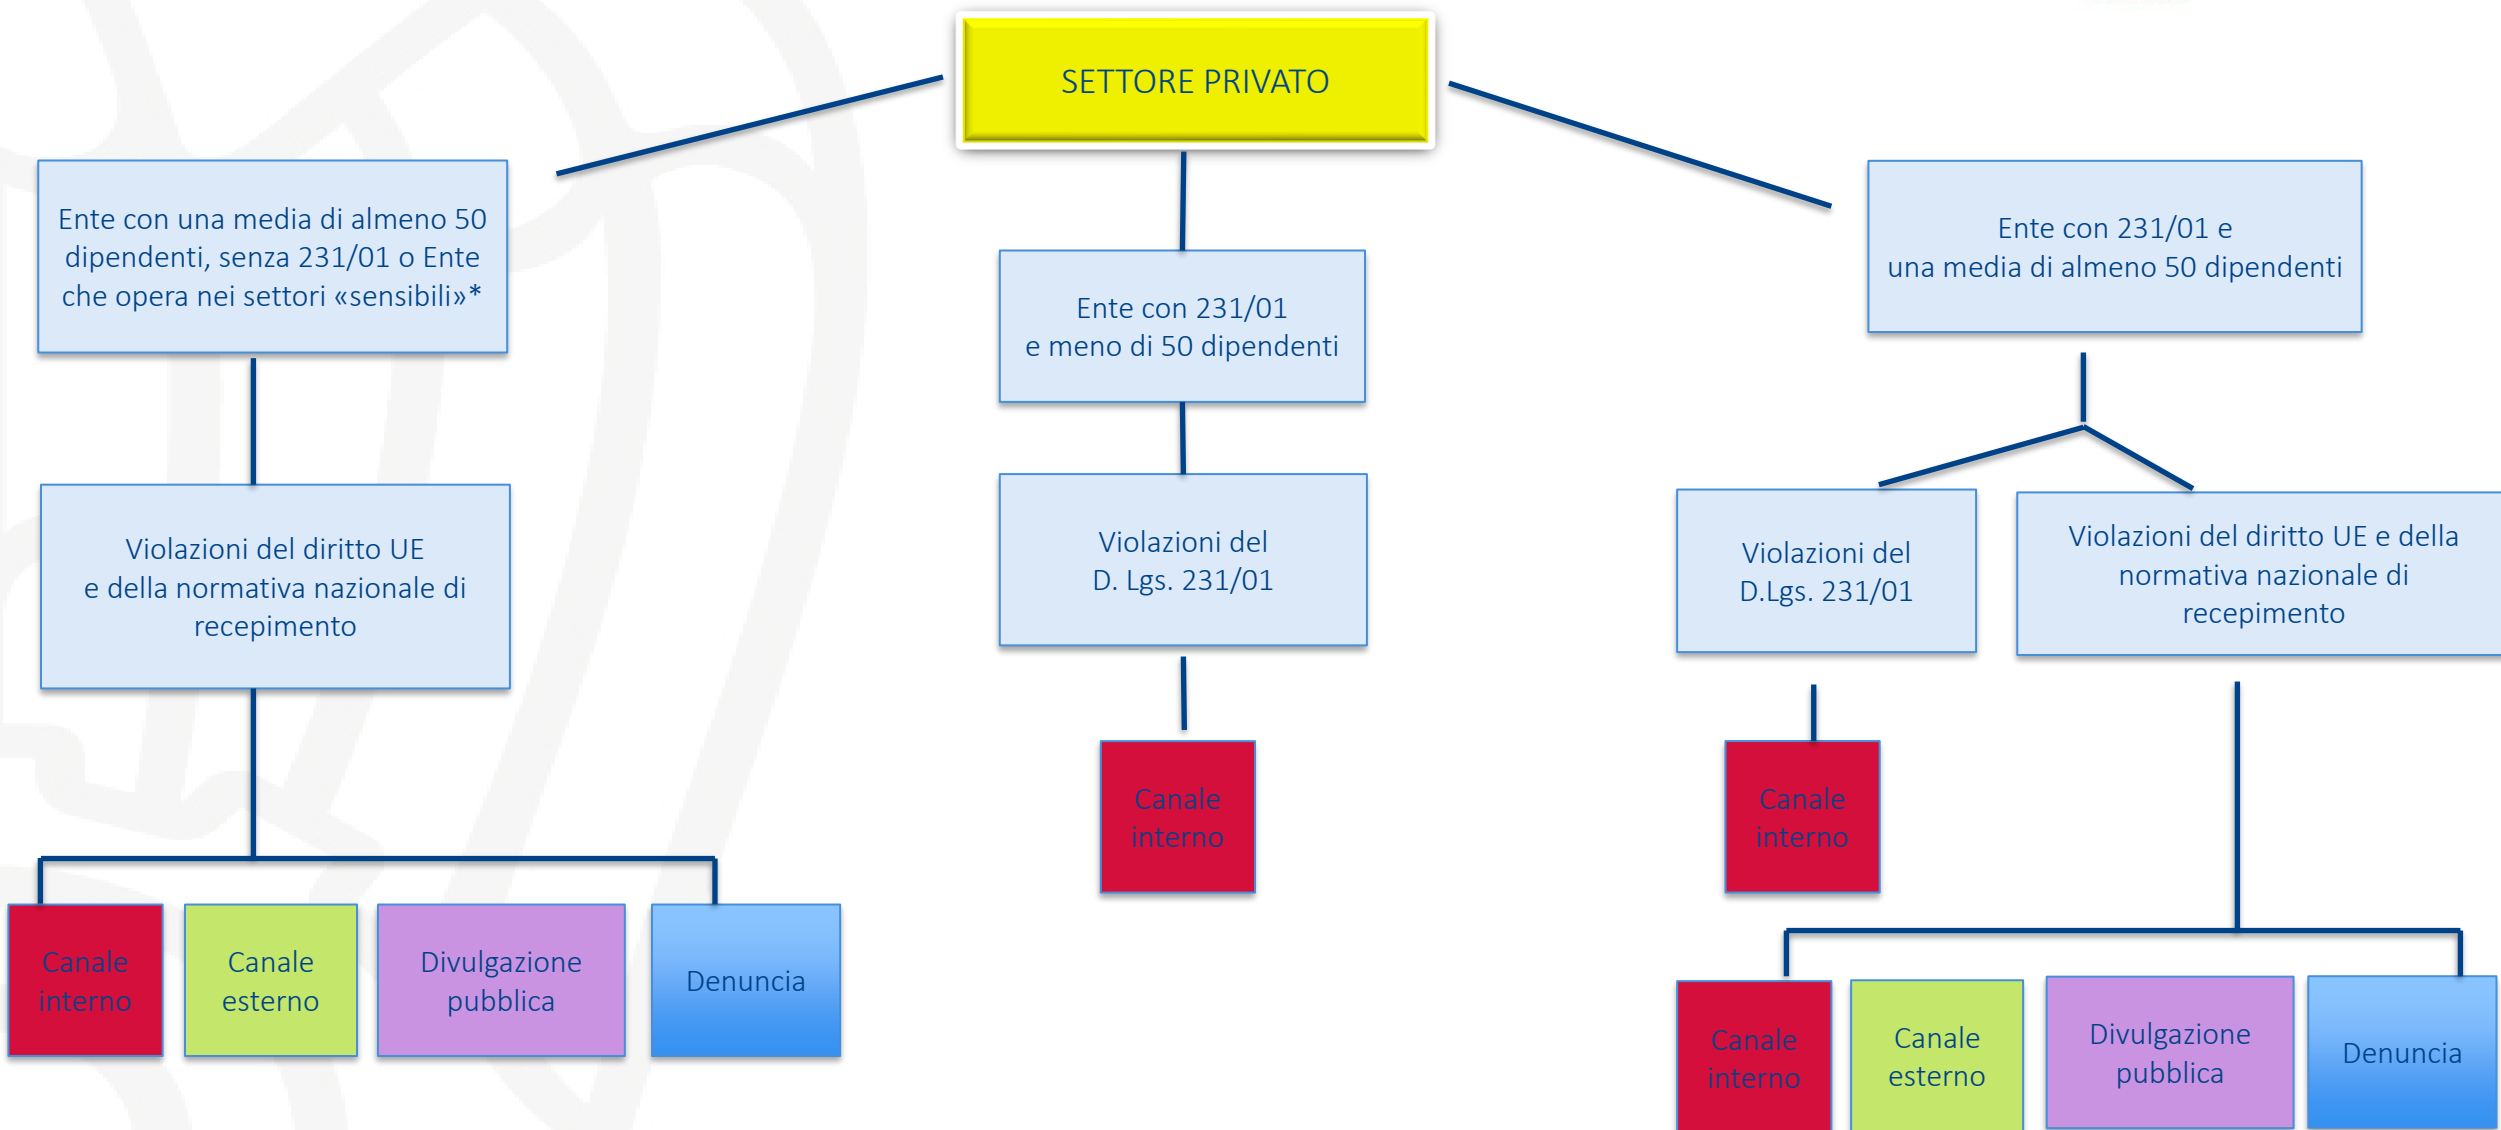 SETTORE PRIVATO
Ente con una media di almeno 50
dipendenti, senza 231/01 o Ente
che opera nei settori «sensibili»*
Ente con 231/01
e meno di 50 dipendenti
Ente con 231/01 e
una media di almeno 50 dipendenti
Violazioni del diritto UE
e della normativa nazionale di
recepimento
Violazioni del
D. Lgs. 231/01
Violazioni del
D.Lgs. 231/01
Violazioni del diritto UE e della
normativa nazionale di
recepimento
Canale
interno
Canale
esterno
Divulgazione
pubblica
Denuncia
Canale
interno
Canale
interno
Canale
interno
Canale
esterno
Divulgazione
pubblica
Denuncia